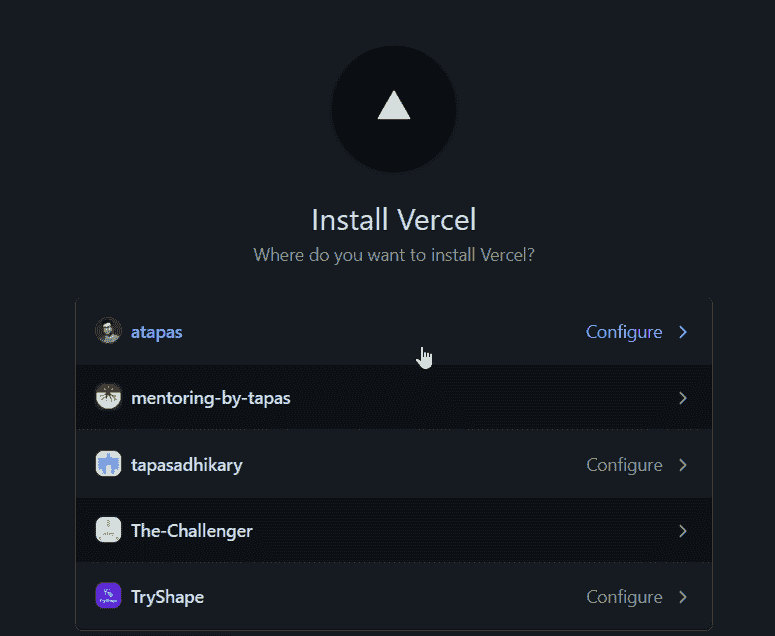 Install Vercel
Where do you want to install Vercel?
atapas Configure
mentoring-by-tapas
tapasadhikary Configure
The-Challenger
TryShape Configure